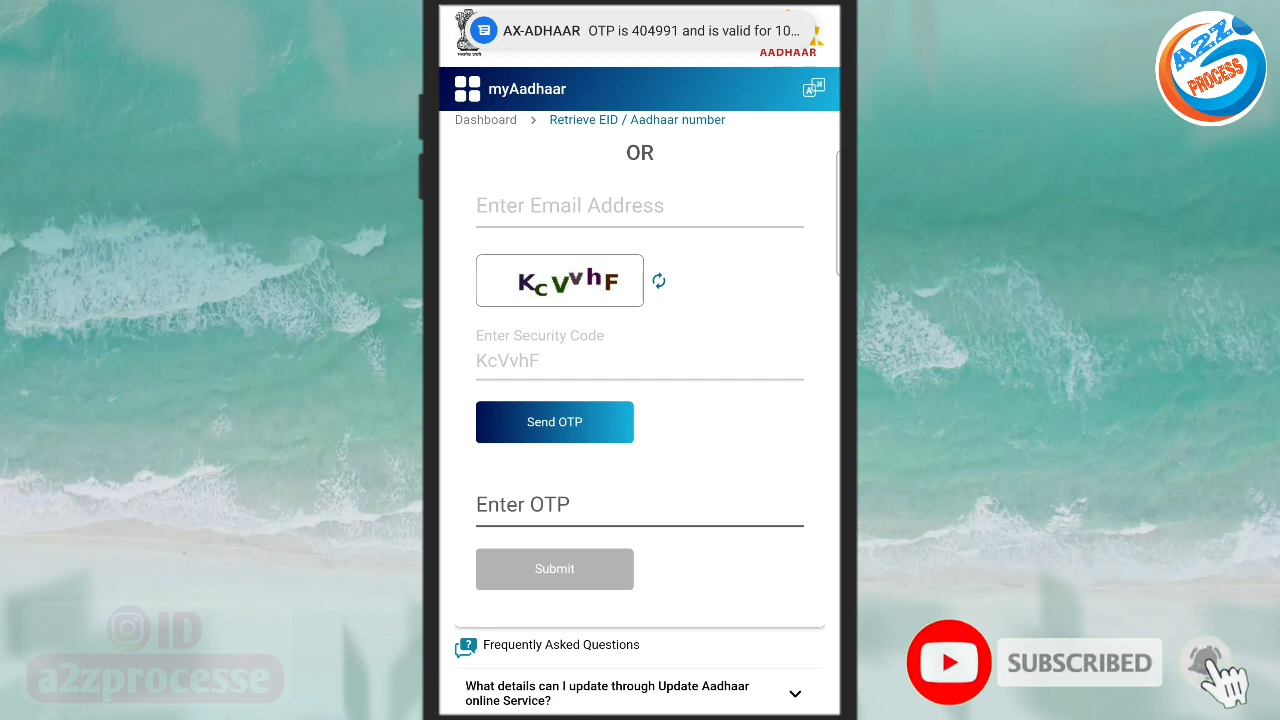 AX-ADHAAR OTP is 404991 and is valid for 10...
AADHAAR
myAadhaar
Dashboard > Retrieve EID / Aadhaar number
OR
Enter Email Address
KcVvhF
Enter Security Code
KcVvhF
Send OTP
Enter OTP
Submit
Frequently Asked Questions
What details can I update through Update Aadhaar
online Service?
A2Z
PROCESS
ID
a2zprocesse
SUBSCRIBED